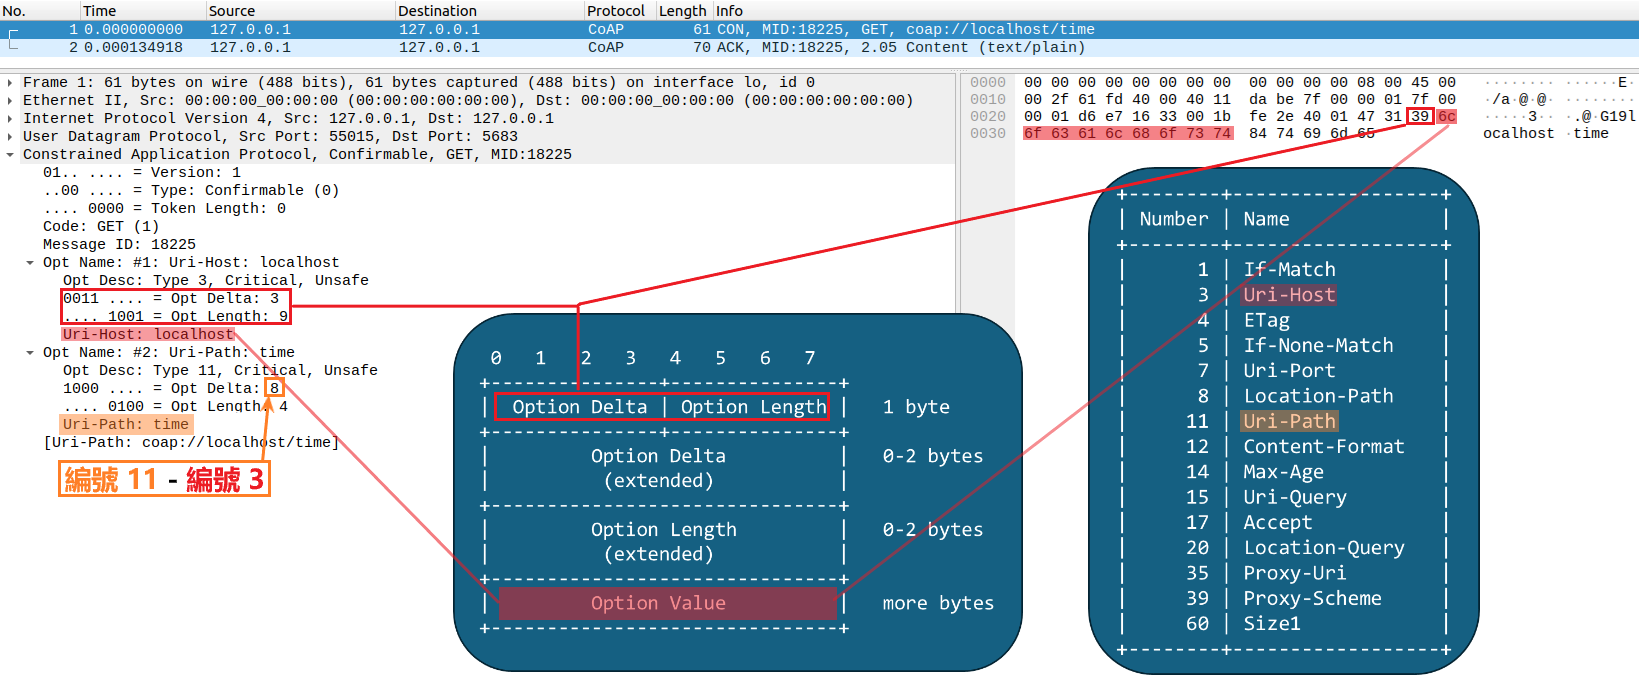 No. Time Source Destination Protocol Length Info
1 0.000000000 127.0.0.1 127.0.0.1 CoAP 61 CON, MID:18225, GET, coap://localhost/time
2 0.000134918 127.0.0.1 127.0.0.1 CoAP 70 ACK, MID:18225, 2.05 Content (text/plain)
Frame 1: 61 bytes on wire (488 bits), 61 bytes captured (488 bits) on interface lo, id 0
Ethernet II, Src: 00:00:00_00:00:00 (00:00:00:00:00:00), Dst: 00:00:00_00:00:00 (00:00:00:00:00:00)
Internet Protocol Version 4, Src: 127.0.0.1, Dst: 127.0.0.1
User Datagram Protocol, Src Port: 55015, Dst Port: 5683
Constrained Application Protocol, Confirmable, GET, MID:18225
01.. .... = Version: 1
..00 .... = Type: Confirmable (0)
.... 0000 = Token Length: 0
Code: GET (1)
Message ID: 18225
Opt Name: #1: Uri-Host: localhost
Opt Desc: Type 3, Critical, Unsafe
0011 .... = Opt Delta: 3
.... 1001 = Opt Length: 9
Uri-Host: localhost
Opt Name: #2: Uri-Path: time
Opt Desc: Type 11, Critical, Unsafe
1000 .... = Opt Delta: 8
.... 0100 = Opt Length: 4
Uri-Path: time
[Uri-Path: coap://localhost/time]
編號 11 - 編號 3
0000 00 00 00 00 00 00 00 00 00 00 00 00 08 00 45 00 ········ ······E·
0010 00 2f 61 fd 40 00 40 11 da be 7f 00 00 01 7f 00 ·/a·@·@· ········
0020 00 01 d6 e7 16 33 00 1b fe 2e 40 01 47 31 39 6c ·····3·· ·.@·G19l
0030 6f 63 61 6c 68 6f 73 74 84 74 69 6d 65 ocalhost ·time
0 1 2 3 4 5 6 7
+---------------+---------------+
| Option Delta | Option Length | 1 byte
+---------------+---------------+
| Option Delta | 0-2 bytes
| (extended) |
+-------------------------------+
| Option Length | 0-2 bytes
| (extended) |
+-------------------------------+
| Option Value | more bytes
+-------------------------------+
+--------+------------------+
| Number | Name |
+--------+------------------+
| 1 | If-Match |
| 3 | Uri-Host |
| 4 | ETag |
| 5 | If-None-Match |
| 7 | Uri-Port |
| 8 | Location-Path |
| 11 | Uri-Path |
| 12 | Content-Format |
| 14 | Max-Age |
| 15 | Uri-Query |
| 17 | Accept |
| 20 | Location-Query |
| 35 | Proxy-Uri |
| 39 | Proxy-Scheme |
| 60 | Size1 |
+--------+------------------+